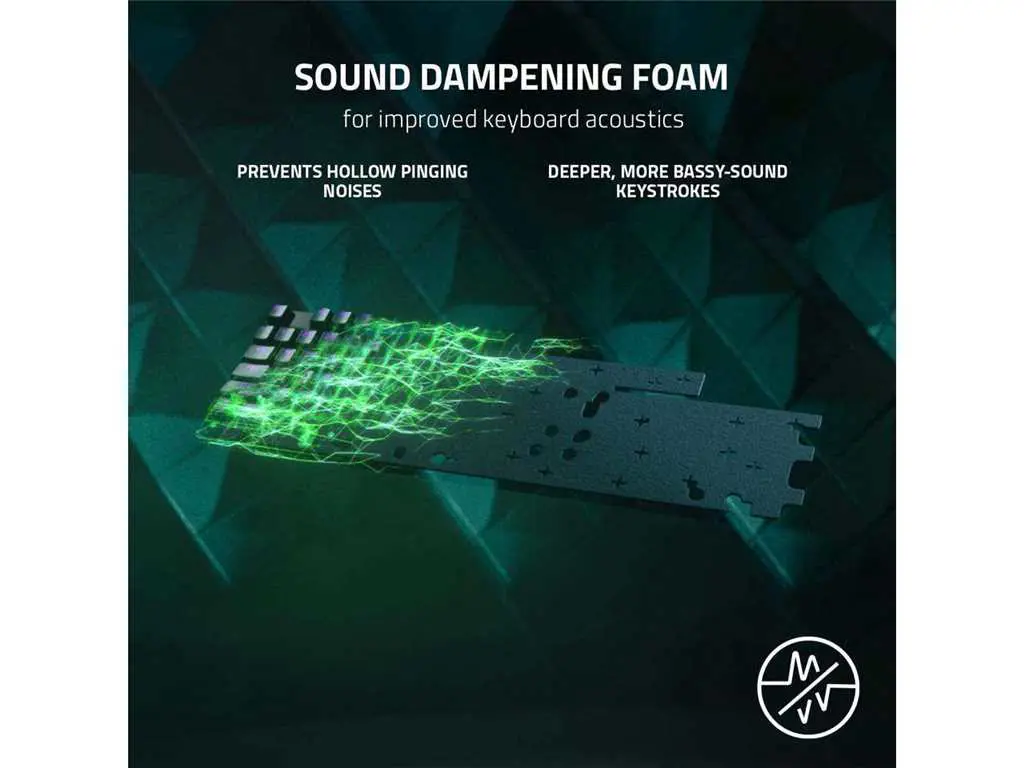 SOUND DAMPENING FOAM
for improved keyboard acoustics
PREVENTS HOLLOW PINGING
NOISES
DEEPER, MORE BASSY-SOUND
KEYSTROKES